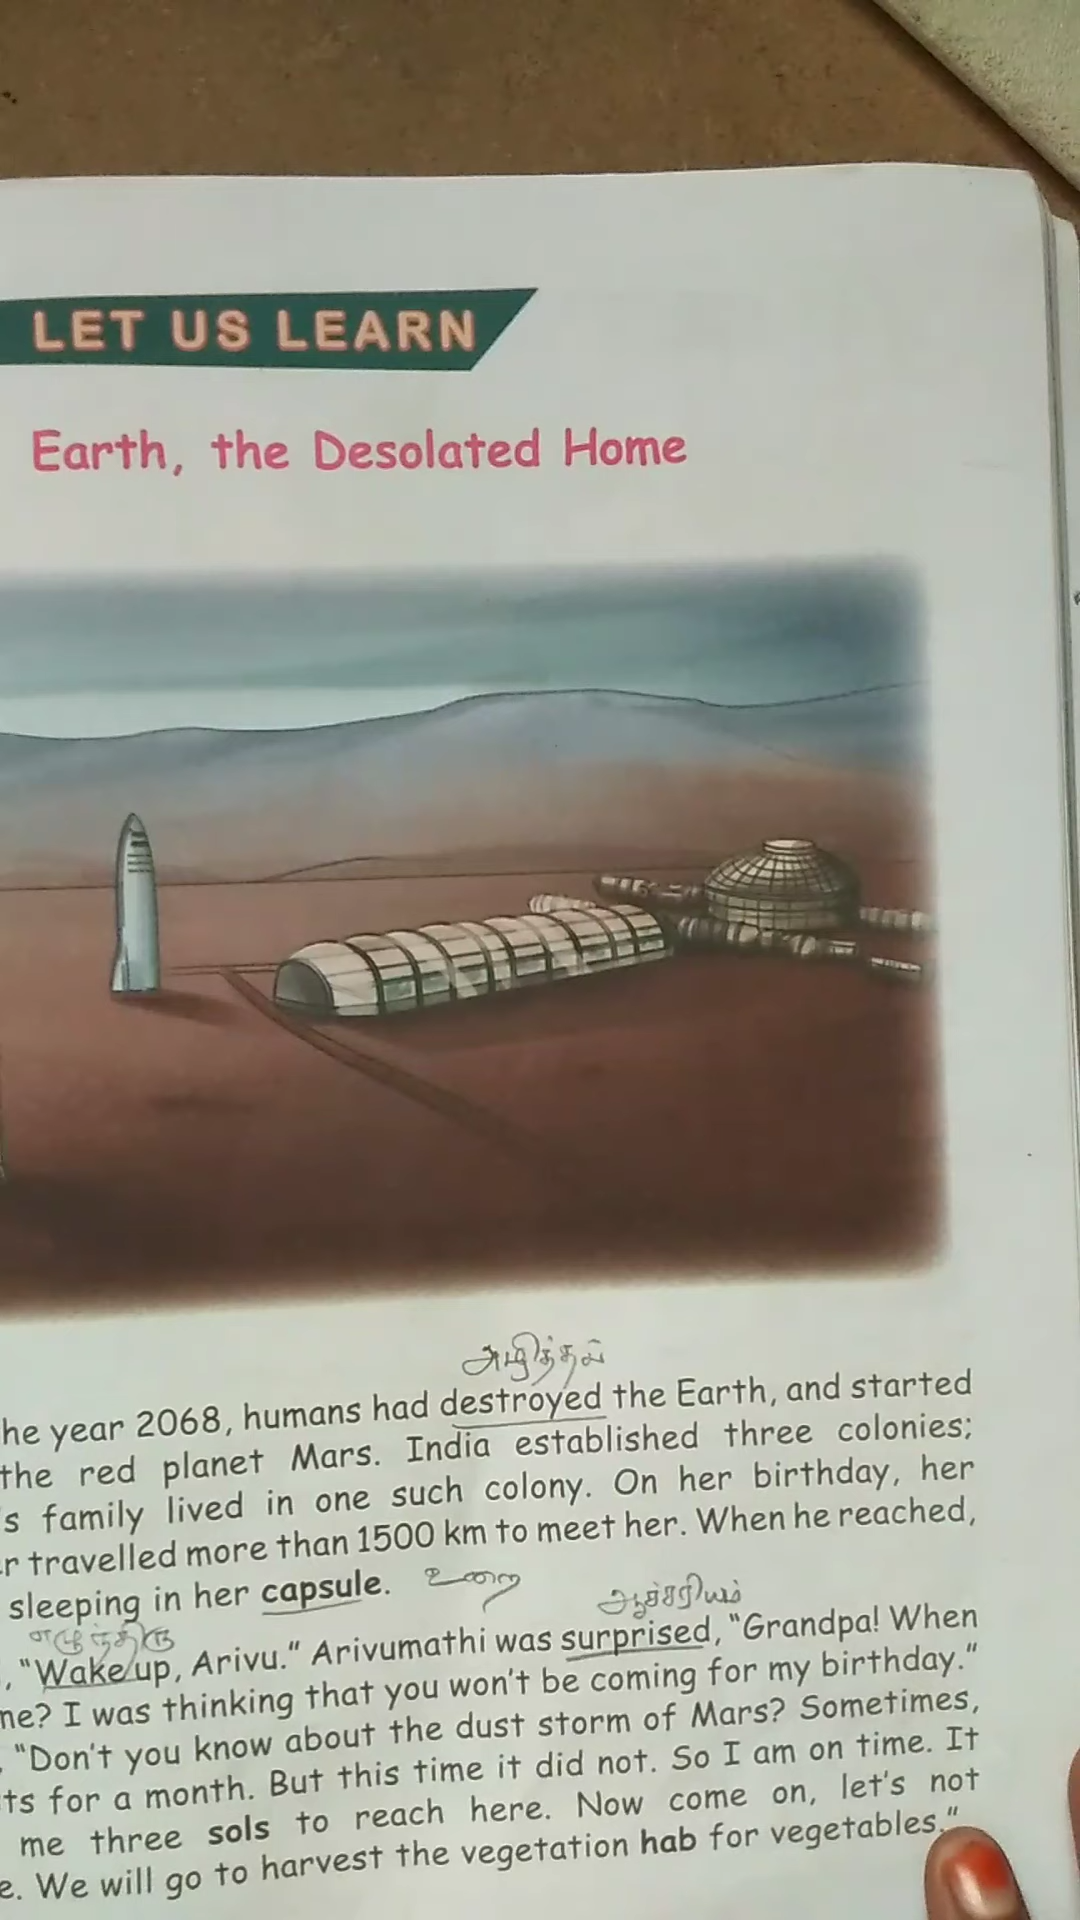 LET US LEARN
Earth, the Desolated Home
அழித்தல்
he year 2068, humans had destroyed the Earth, and started
the red planet Mars. India established three colonies;
's family lived in one such colony. On her birthday, her
r travelled more than 1500 km to meet her. When he reached,
sleeping in her capsule. உறை
ஆச்சரியம்
எழுந்திரு
, "Wake up, Arivu." Arivumathi was surprised, "Grandpa! When
me? I was thinking that you won't be coming for my birthday."
"Don't you know about the dust storm of Mars? Sometimes,
ts for a month. But this time it did not. So I am on time. It
me three sols to reach here. Now come on, let's not
e. We will go to harvest the vegetation hab for vegetables."